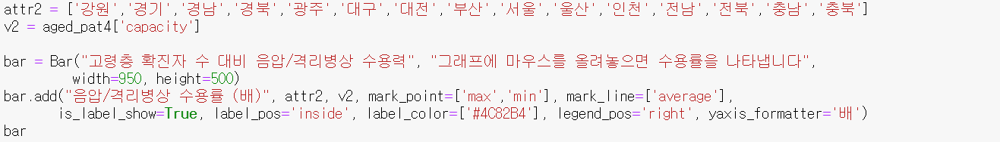 attr2 = ['강원','경기','경남','경북','광주','대구','대전','부산','서울','울산','인천','전남','전북','충남','충북']
v2 = aged_pat4['capacity']
bar = Bar("고령층 확진자 수 대비 음압/격리병상 수용력", "그래프에 마우스를 올려놓으면 수용률을 나타냅니다",
width=950, height=500)
bar.add("음압/격리병상 수용률 (배)", attr2, v2, mark_point=['max','min'], mark_line=['average'],
is_label_show=True, label_pos='inside', label_color=['#4C82B4'], legend_pos='right', yaxis_formatter='배')
bar